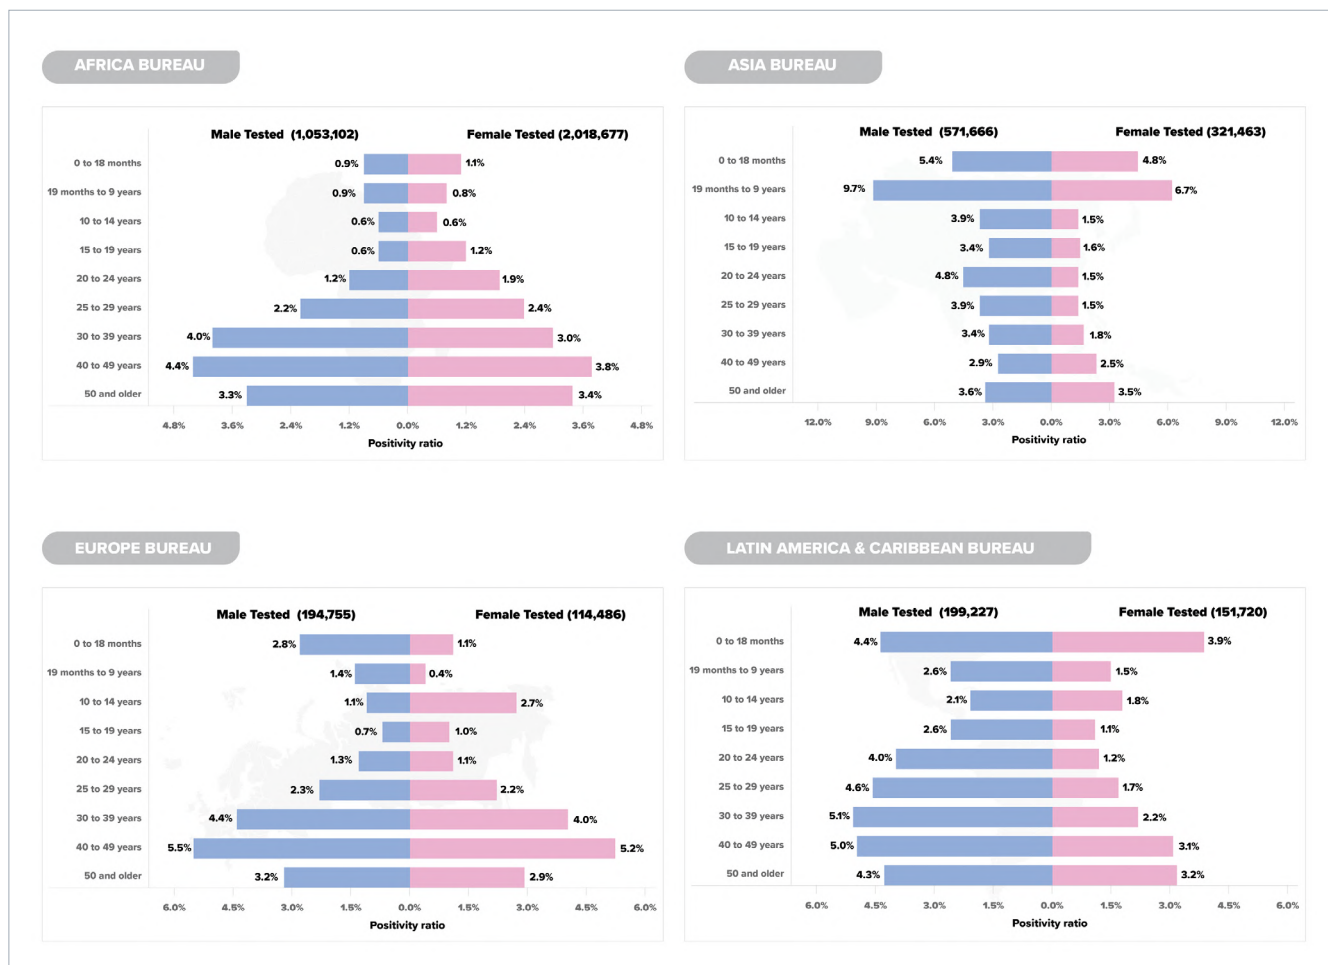 AFRICA BUREAU
Male Tested (1,053,102) Female Tested (2,018,677)
0 to 18 months 0.9% 1.1%
19 months to 9 years 0.9% 0.8%
10 to 14 years 0.6% 0.6%
15 to 19 years 0.6% 1.2%
20 to 24 years 1.2% 1.9%
25 to 29 years 2.2% 2.4%
30 to 39 years 4.0% 3.0%
40 to 49 years 4.4% 3.8%
50 and older 3.3% 3.4%
4.8% 3.6% 2.4% 1.2% 0.0% 1.2% 2.4% 3.6% 4.8%
Positivity ratio
ASIA BUREAU
Male Tested (571,666) Female Tested (321,463)
0 to 18 months 5.4% 4.8%
19 months to 9 years 9.7% 6.7%
10 to 14 years 3.9% 1.5%
15 to 19 years 3.4% 1.6%
20 to 24 years 4.8% 1.5%
25 to 29 years 3.9% 1.5%
30 to 39 years 3.4% 1.8%
40 to 49 years 2.9% 2.5%
50 and older 3.6% 3.5%
12.0% 9.0% 6.0% 3.0% 0.0% 3.0% 6.0% 9.0% 12.0%
Positivity ratio
EUROPE BUREAU
Male Tested (194,755) Female Tested (114,486)
0 to 18 months 2.8% 1.1%
19 months to 9 years 1.4% 0.4%
10 to 14 years 1.1% 2.7%
15 to 19 years 0.7% 1.0%
20 to 24 years 1.3% 1.1%
25 to 29 years 2.3% 2.2%
30 to 39 years 4.4% 4.0%
40 to 49 years 5.5% 5.2%
50 and older 3.2% 2.9%
6.0% 4.5% 3.0% 1.5% 0.0% 1.5% 3.0% 4.5% 6.0%
Positivity ratio
LATIN AMERICA & CARIBBEAN BUREAU
Male Tested (199,227) Female Tested (151,720)
0 to 18 months 4.4% 3.9%
19 months to 9 years 2.6% 1.5%
10 to 14 years 2.1% 1.8%
15 to 19 years 2.6% 1.1%
20 to 24 years 4.0% 1.2%
25 to 29 years 4.6% 1.7%
30 to 39 years 5.1% 2.2%
40 to 49 years 5.0% 3.1%
50 and older 4.3% 3.2%
6.0% 4.5% 3.0% 1.5% 0.0% 1.5% 3.0% 4.5% 6.0%
Positivity ratio